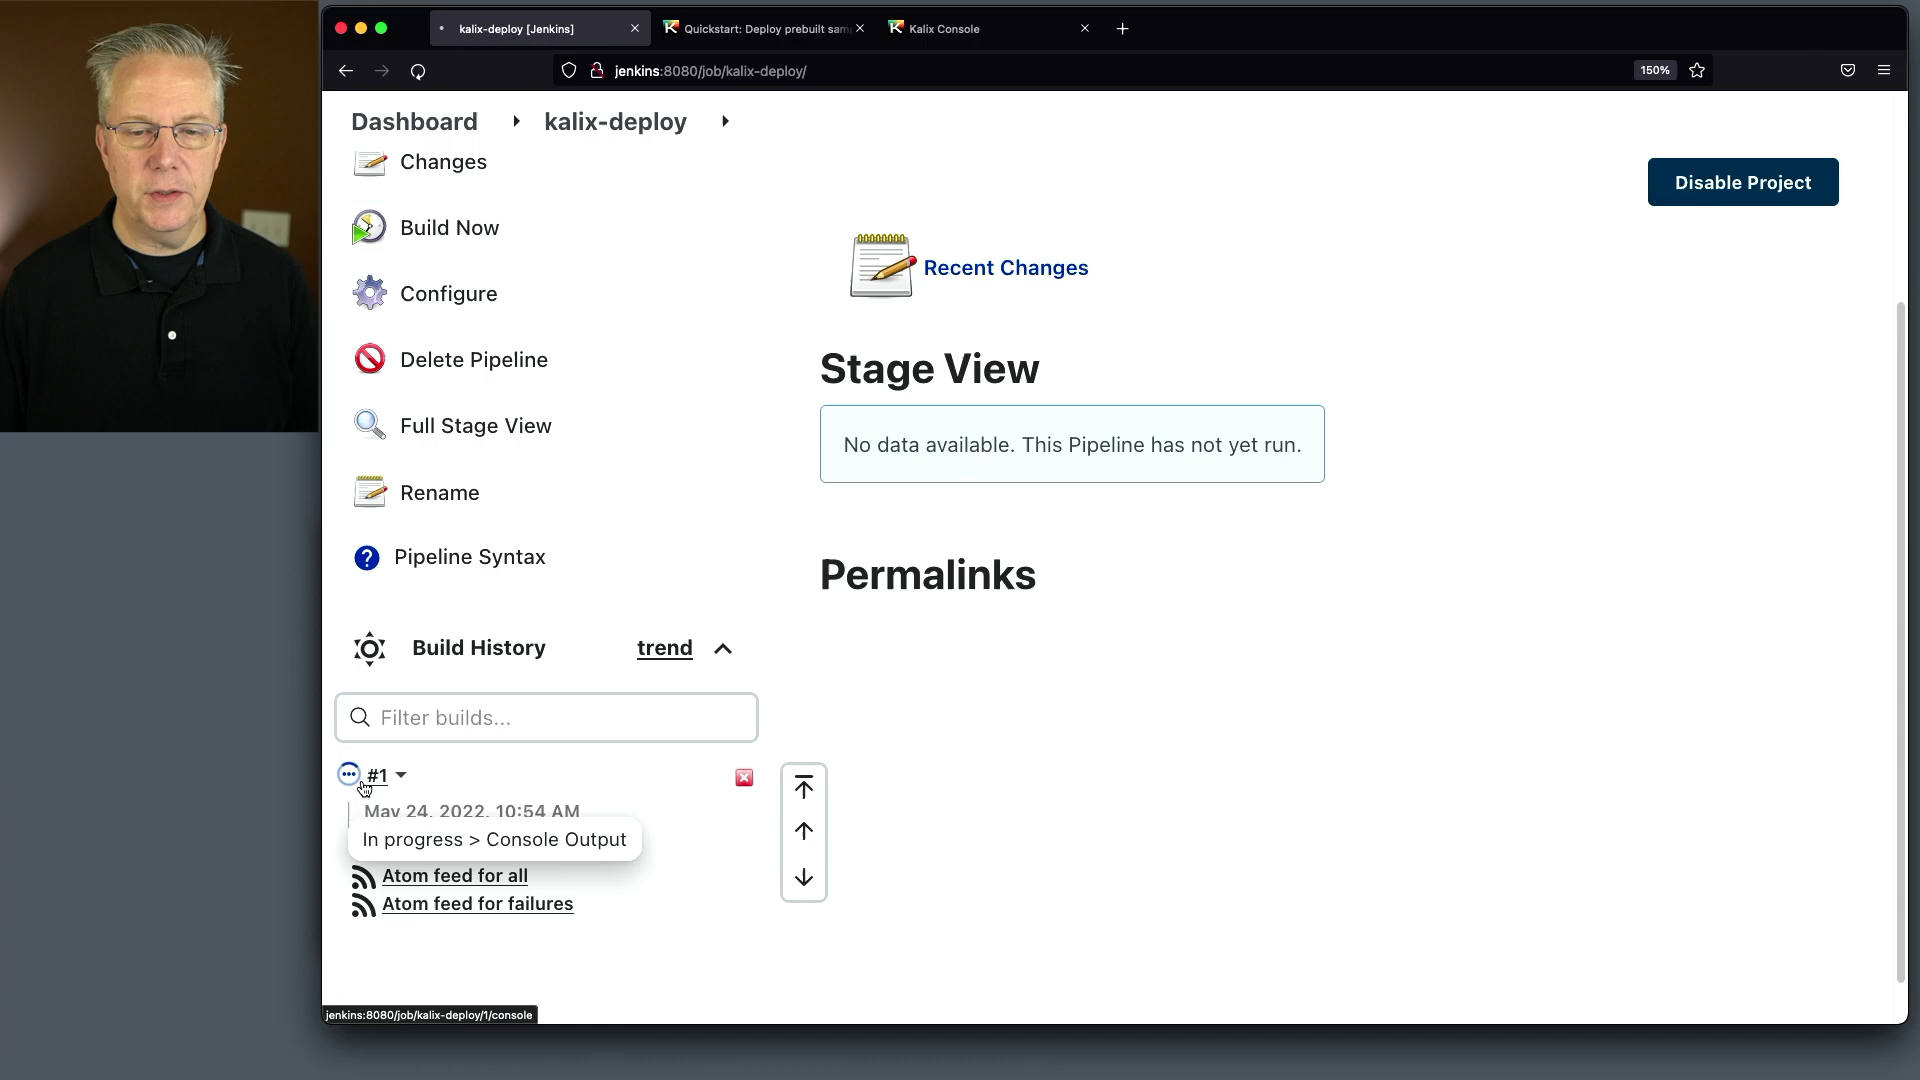 kalix-deploy [Jenkins]
Quickstart: Deploy prebuilt sam
Kalix Console
jenkins:8080/job/kalix-deploy/
150%
Dashboard
kalix-deploy
Changes
Disable Project
Build Now
Recent Changes
Configure
Delete Pipeline
Stage View
Full Stage View
No data available. This Pipeline has not yet run.
Rename
Pipeline Syntax
Permalinks
Build History
trend
Filter builds...
#1
May 24, 2022, 10:54 AM
In progress > Console Output
Atom feed for all
Atom feed for failures
jenkins:8080/job/kalix-deploy/1/console